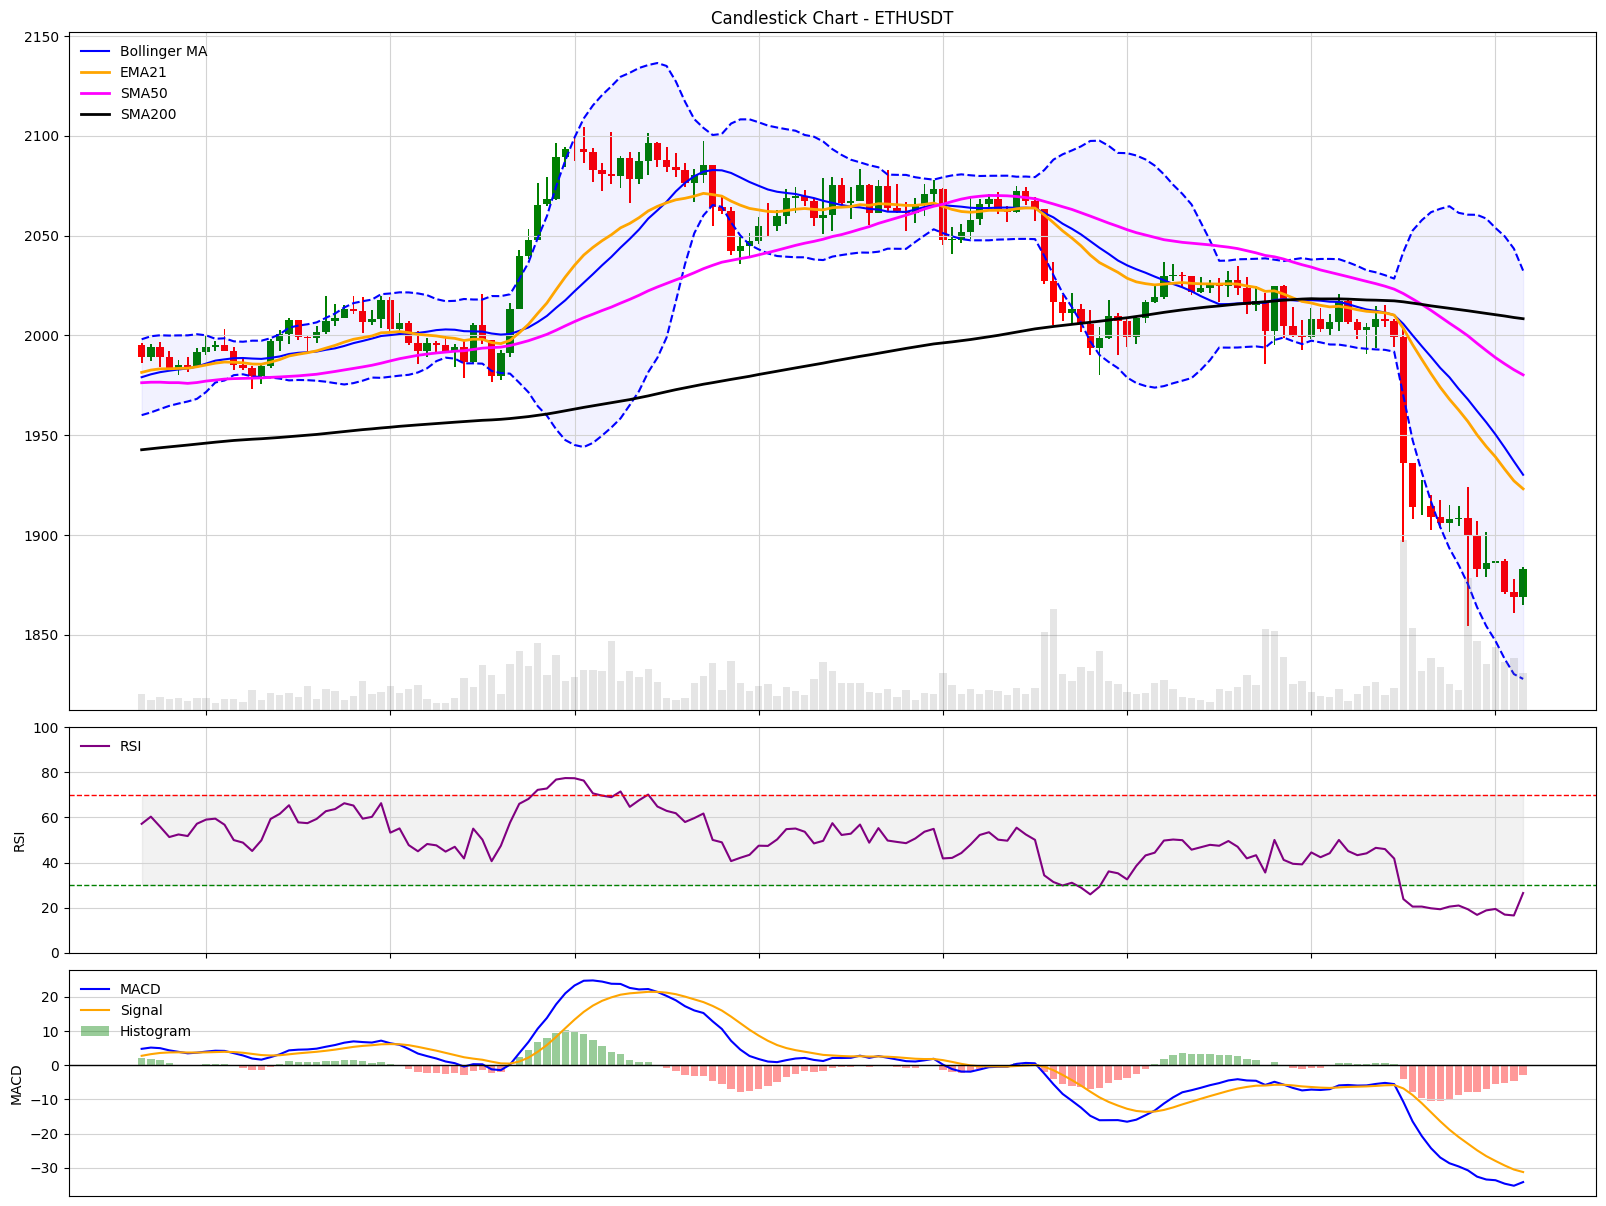 Candlestick Chart - ETHUSDT
2150
2100
2050
2000
1950
1900
1850
Bollinger MA
EMA21
SMA50
SMA200
100
80
60
40
20
0
RSI
RSI
20
10
0
−10
−20
−30
MACD
MACD
Signal
Histogram